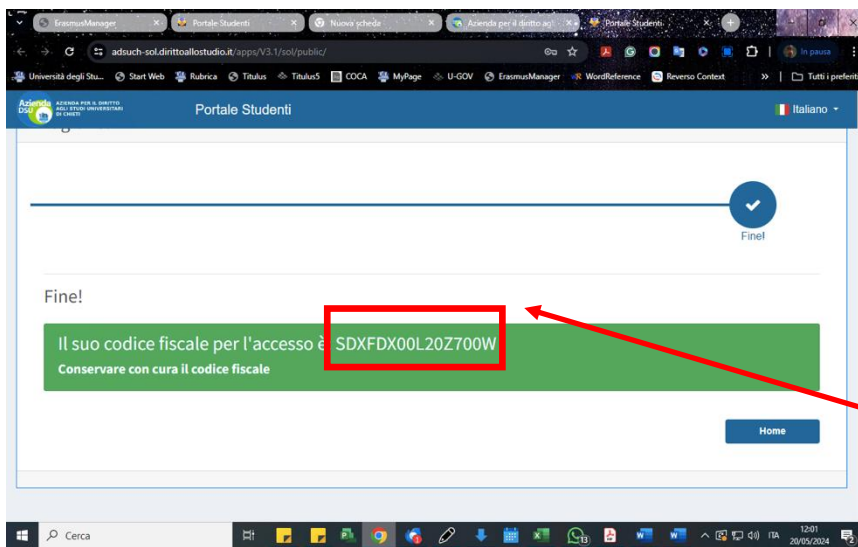 ErasmusManager
Portale Studenti
Nuova scheda
Azienda per il diritto agl
Portale Studenti
adsuch-sol.dirittoallostudio.it/apps/V3.1/sol/public/
In pausa
Università degli Stu...
Start Web
Rubrica
Titulus
Titulus5
COCA
MyPage
U-GOV
ErasmusManager
WordReference
Reverso Context
»
Tutti i preferiti
Azienda DSU
AZIENDA PER IL DIRITTO
AGLI STUDI UNIVERSITARI
DI CHIETI
Portale Studenti
Italiano
Fine!
Fine!
Il suo codice fiscale per l'accesso è SDXFDX00L20Z700W
Conservare con cura il codice fiscale
Home
Cerca
ITA
12:01
20/05/2024